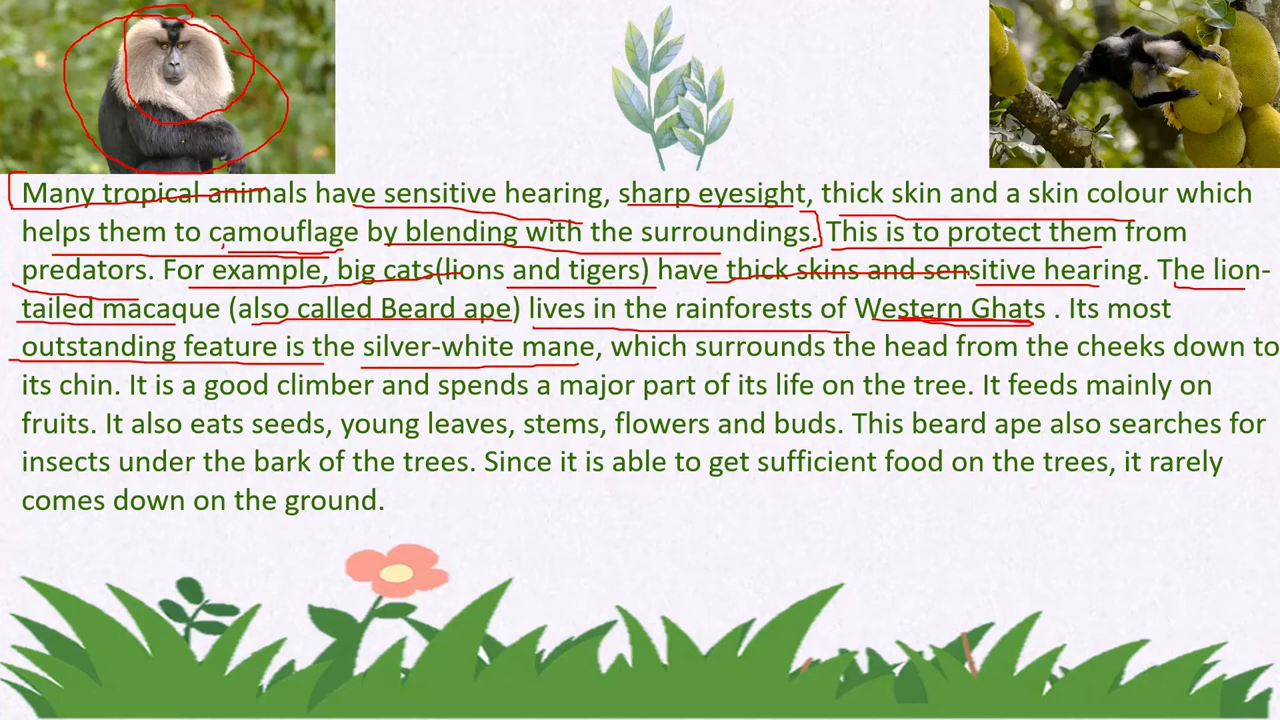 Many tropical animals have sensitive hearing, sharp eyesight, thick skin and a skin colour which
helps them to camouflage by blending with the surroundings. This is to protect them from
predators. For example, big cats(lions and tigers) have thick skins and sensitive hearing. The lion-
tailed macaque (also called Beard ape) lives in the rainforests of Western Ghats . Its most
outstanding feature is the silver-white mane, which surrounds the head from the cheeks down to
its chin. It is a good climber and spends a major part of its life on the tree. It feeds mainly on
fruits. It also eats seeds, young leaves, stems, flowers and buds. This beard ape also searches for
insects under the bark of the trees. Since it is able to get sufficient food on the trees, it rarely
comes down on the ground.